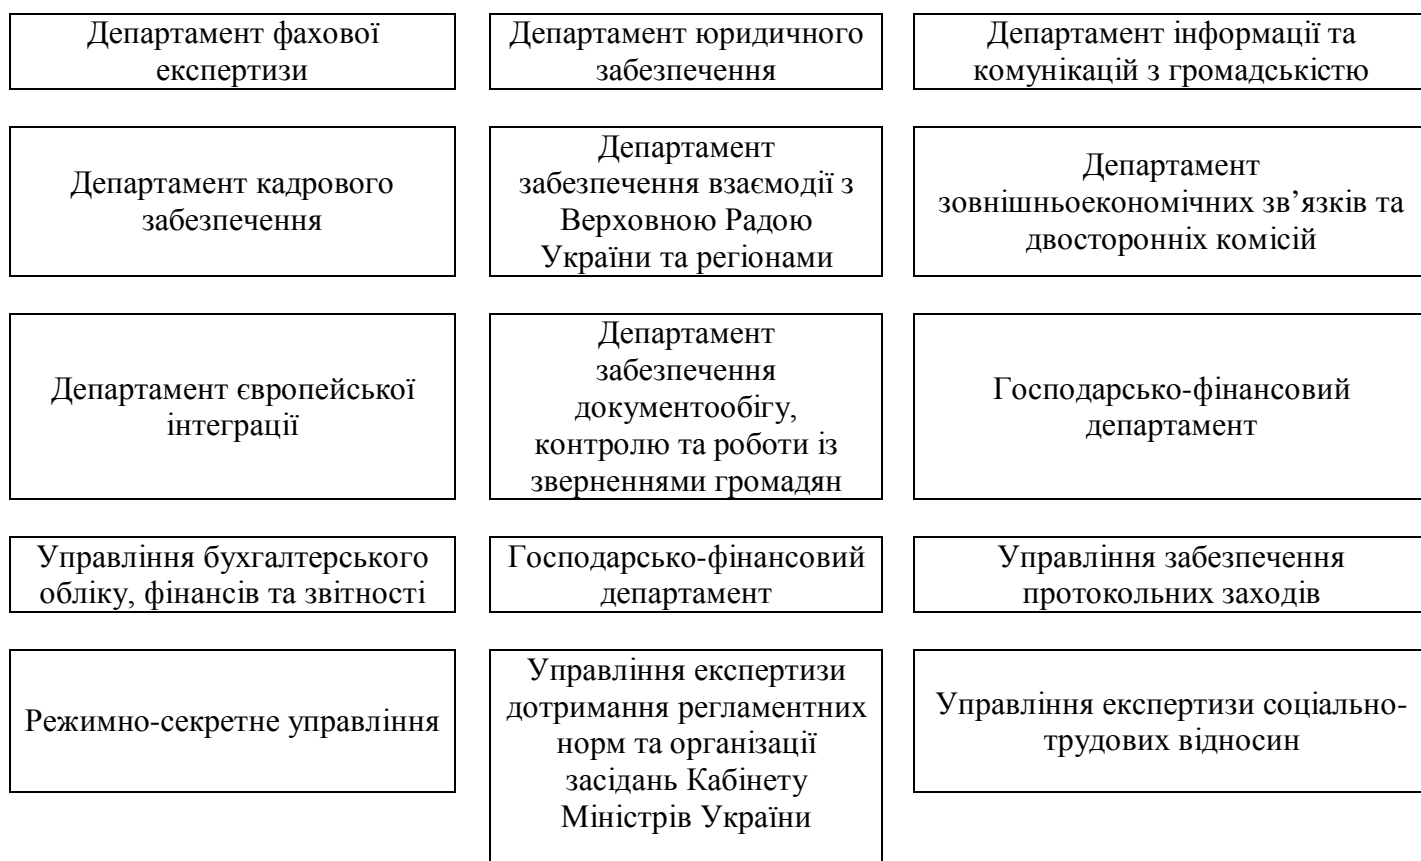 Департамент фахової
експертизи
Департамент юридичного
забезпечення
Департамент інформації та
комунікацій з громадськістю
Департамент кадрового
забезпечення
Департамент
забезпечення взаємодії з
Верховною Радою
України та регіонами
Департамент
зовнішньоекономічних зв’язків та
двосторонніх комісій
Департамент європейської
інтеграції
Департамент
забезпечення
документообігу,
контролю та роботи із
зверненнями громадян
Господарсько-фінансовий
департамент
Управління бухгалтерського
обліку, фінансів та звітності
Господарсько-фінансовий
департамент
Управління забезпечення
протокольних заходів
Режимно-секретне управління
Управління експертизи
дотримання регламентних
норм та організації
засідань Кабінету
Міністрів України
Управління експертизи соціально-
трудових відносин